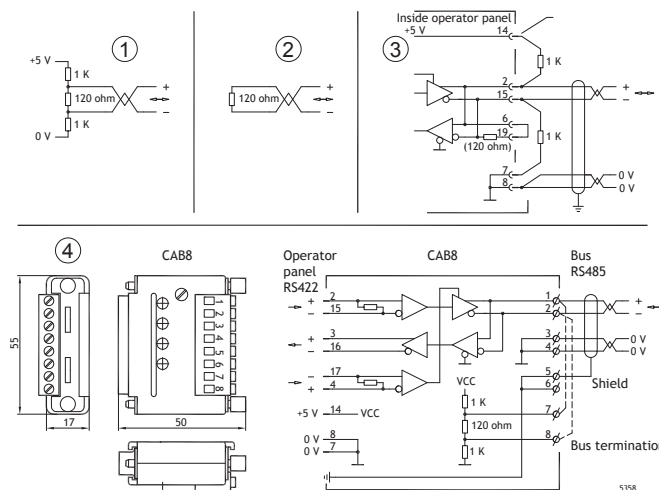 1
+5 V
1 K
120 ohm
+
−
1 K
0 V
2
120 ohm
+
−
3
Inside operator panel
+5 V
14
1 K
2
+
15
−
6
19
(120 ohm)
1 K
7
8
0 V
0 V
4
CAB8
55
17
50
1
2
3
4
5
6
7
8
Operator
panel
RS422
CAB8
Bus
RS485
+ 2
− 15
+ 3
− 16
− 17
+ 4
+5 V 14 VCC
0 V 8
0 V 7
VCC
1 K
120 ohm
1 K
1 +
2 −
3 0 V
4 0 V
5
6
Shield
7
8
Bus termination
5358